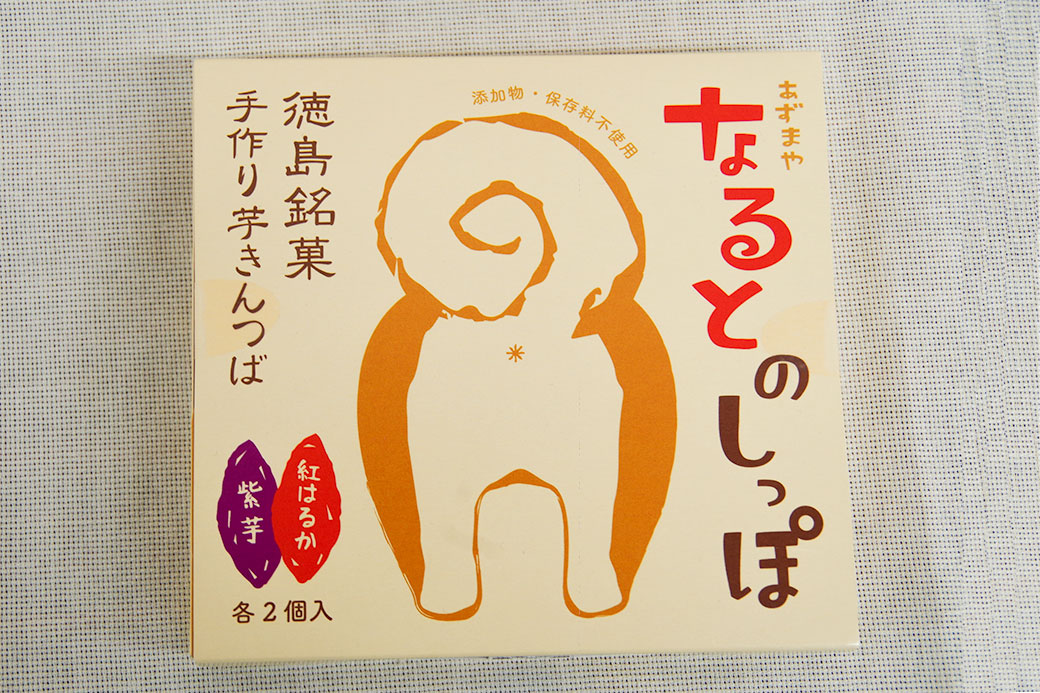 あずまや
なるとのしっぽ
添加物・保存料不使用
徳島銘菓
手作り芋きんつば
紅はるか
紫芋
各2個入